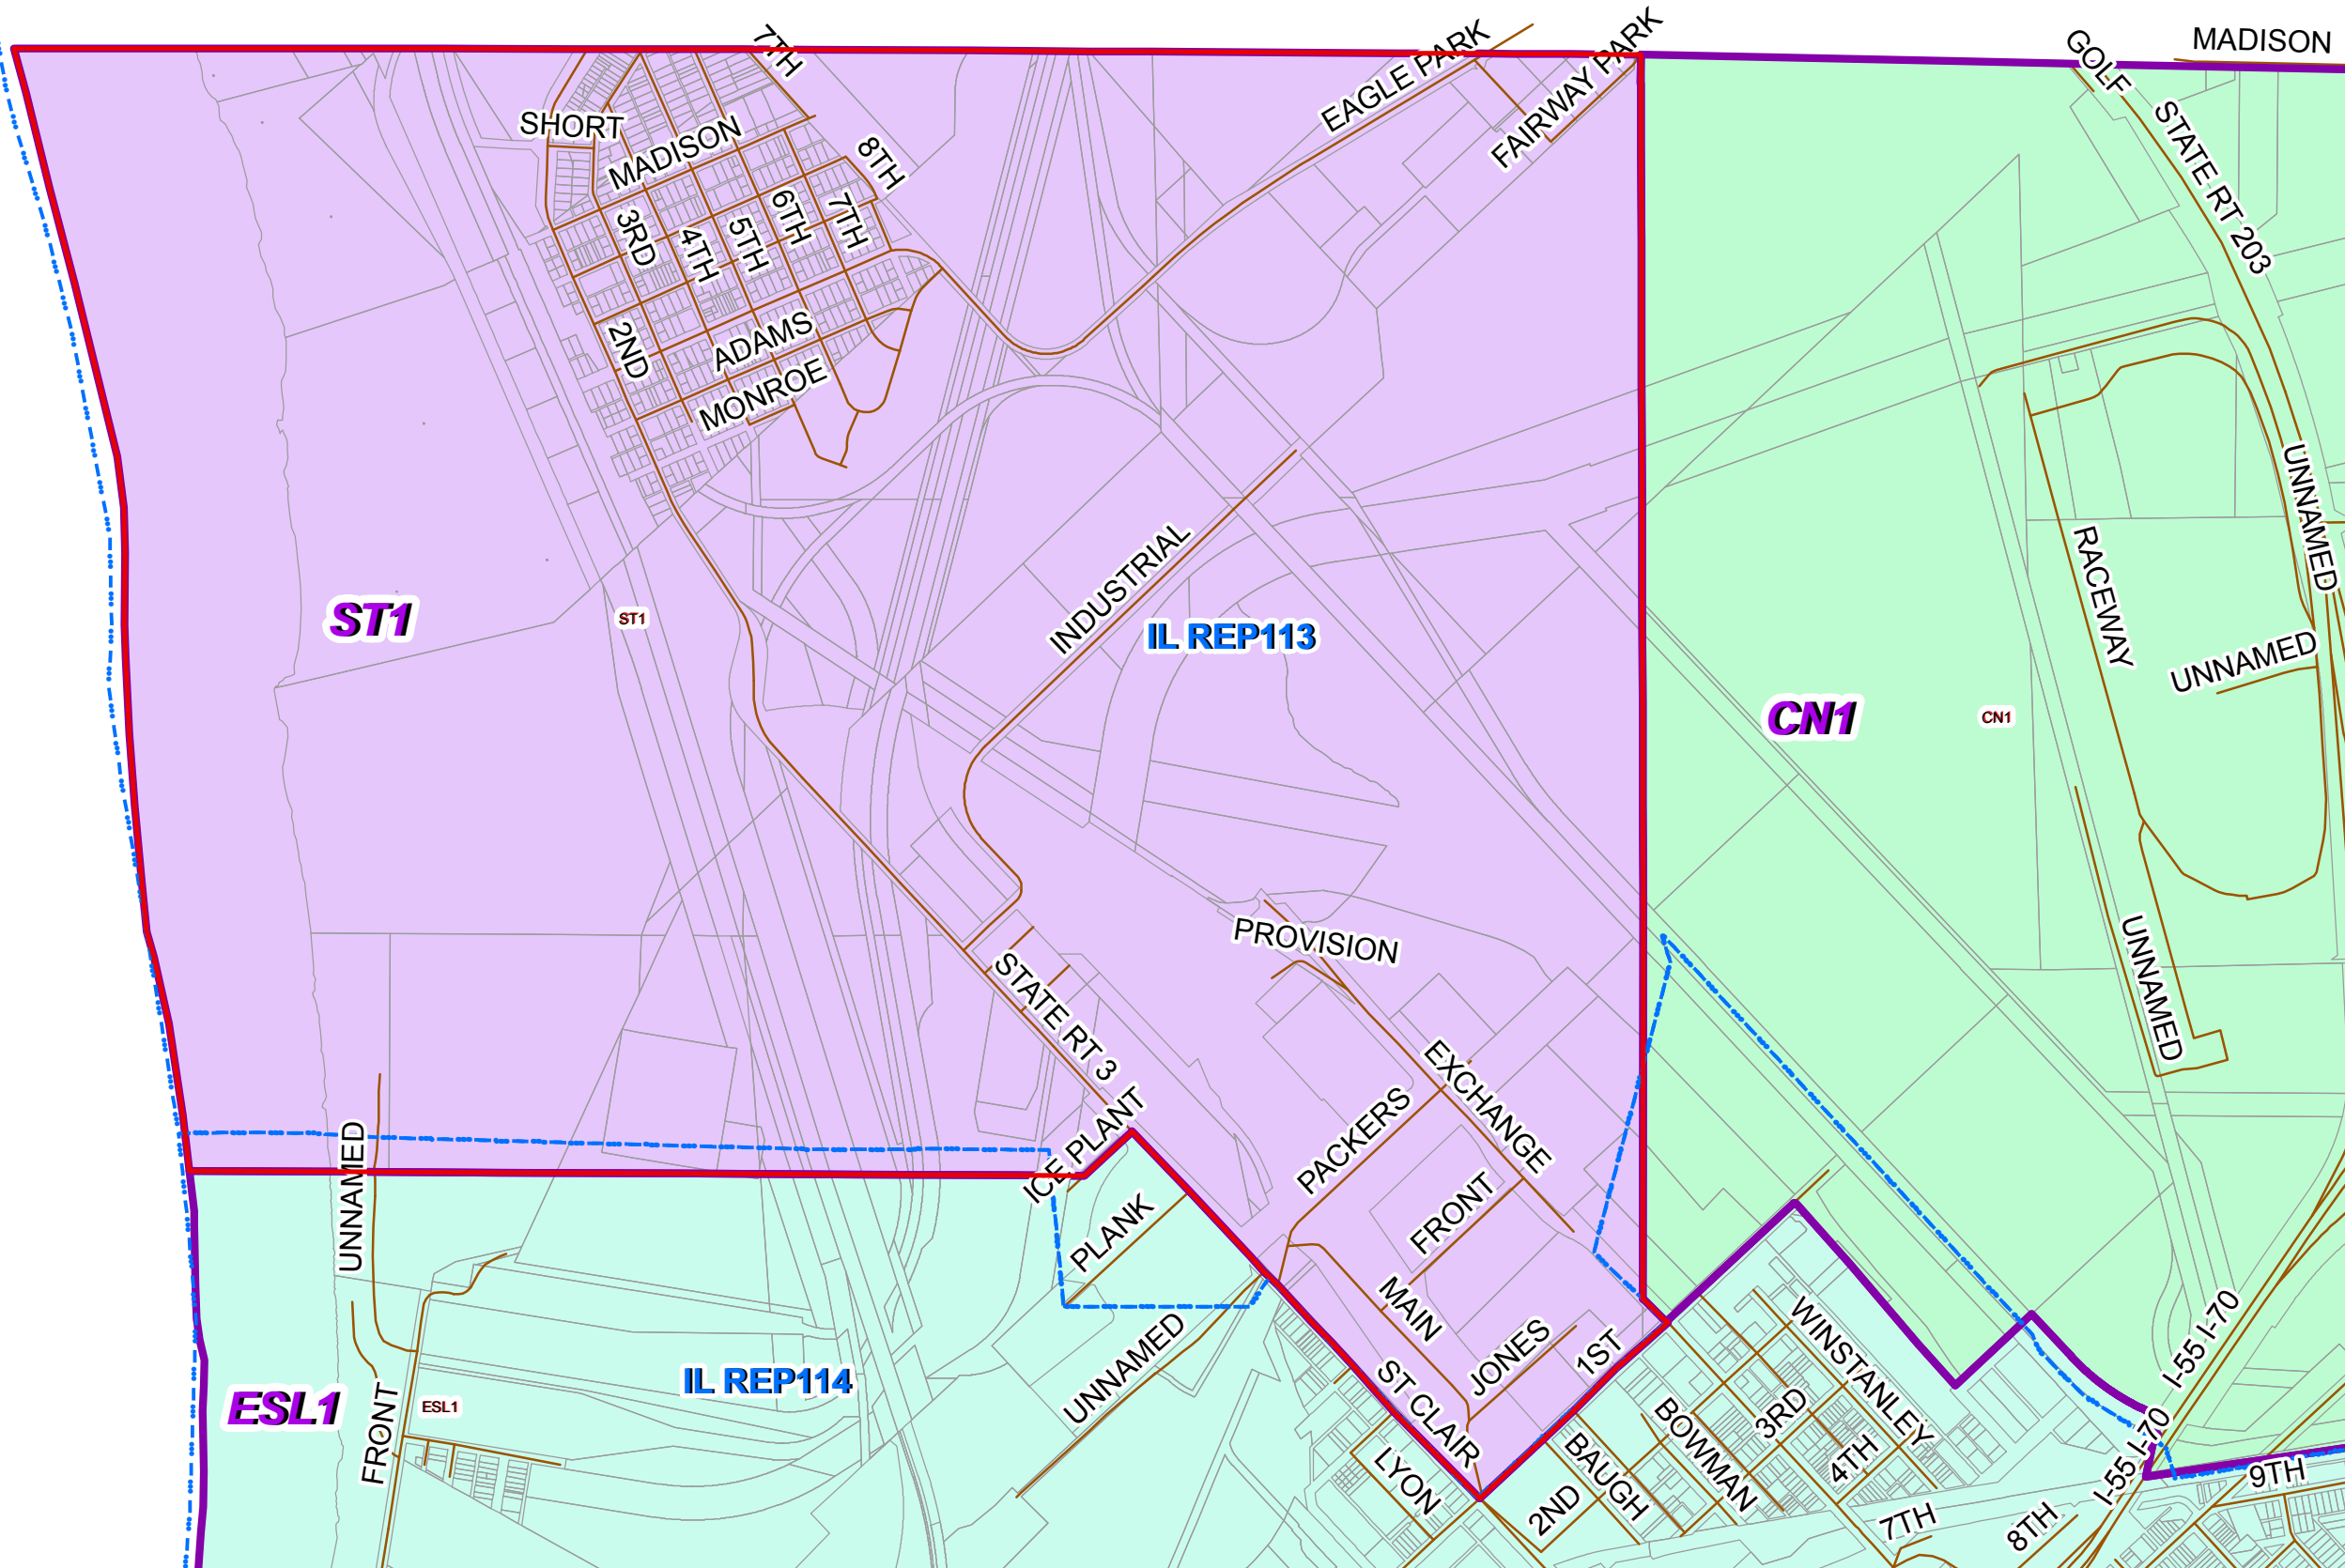 MADISON
7TH
EAGLE PARK
FAIRWAY PARK
GOLF
STATE RT 203
SHORT
MADISON
8TH
3RD
4TH
5TH
6TH
7TH
2ND
ADAMS
MONROE
UNNAMED
RACEWAY
INDUSTRIAL
ST1
ST1
IL REP113
UNNAMED
CN1
CN1
PROVISION
UNNAMED
STATE RT 3
EXCHANGE
ICE PLANT
PACKERS
UNNAMED
PLANK
FRONT
MAIN
WINSTANLEY
I-55 I-70
UNNAMED
JONES
1ST
ST CLAIR
IL REP114
ESL1
ESL1
FRONT
3RD
BOWMAN
4TH
BAUGH
LYON
2ND
I-55 I-70
9TH
7TH
8TH